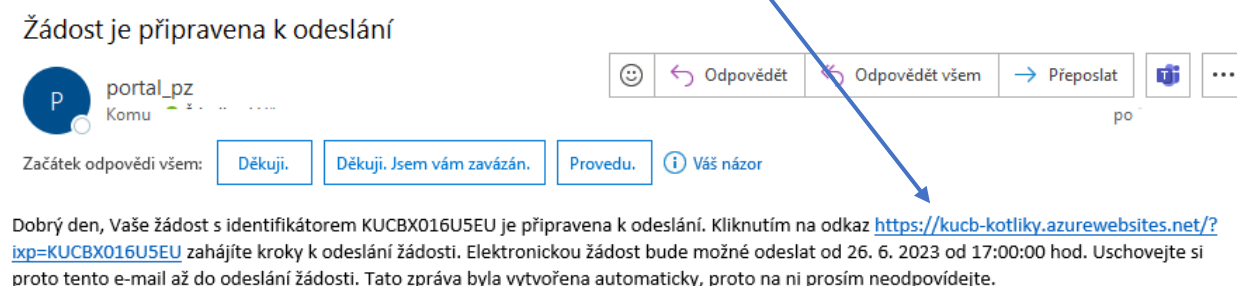 Žádost je připravena k odeslání
P
portal_pz
Odpovědět
Odpovědět všem
Přeposlat
Komu
po
Začátek odpovědi všem: Děkuji. Děkuji. Jsem vám zavázán. Provedu. Váš názor
Dobrý den, Vaše žádost s identifikátorem KUCBX016U5EU je připravena k odeslání. Kliknutím na odkaz https://kucb-kotliky.azurewebsites.net/?
ixp=KUCBX016U5EU zahájíte kroky k odeslání žádosti. Elektronickou žádost bude možné odeslat od 26. 6. 2023 od 17:00:00 hod. Uschovejte si
proto tento e-mail až do odeslání žádosti. Tato zpráva byla vytvořena automaticky, proto na ni prosím neodpovídejte.